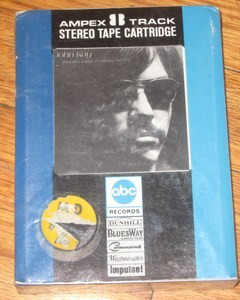 AMPEX 8 TRACK
STEREO TAPE CARTRIDGE
John Kay
abc
RECORDS
DUNHILL
BLUESWAY
Command
Westminster
impulse!